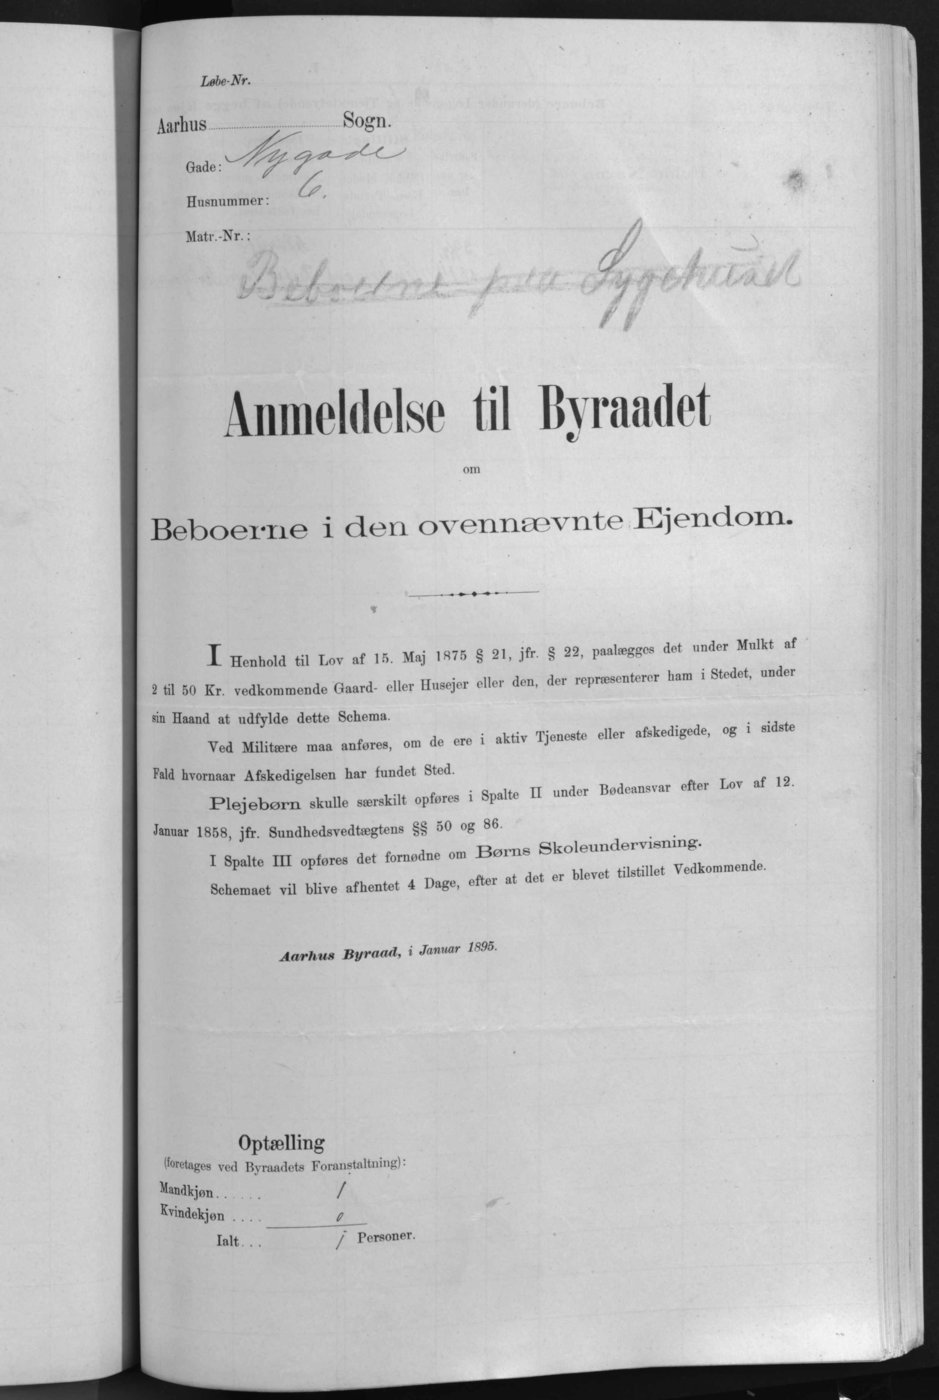 Løbe-Nr.
Aarhus Sogn.
Gade: Nygade
Husnummer: 6.
Matr.-Nr.:
Beboerne paa Sygehuset
Anmeldelse til Byraadet
om
Beboerne i den ovennævnte Ejendom.
I Henhold til Lov af 15. Maj 1875 § 21, jfr. § 22, paalægges det under Mulkt af
2 til 50 Kr. vedkommende Gaard- eller Husejer eller den, der repræsenterer ham i Stedet, under
sin Haand at udfylde dette Schema.
Ved Militære maa anføres, om de ere i aktiv Tjeneste eller afskedigede, og i sidste
Fald hvornaar Afskedigelsen har fundet Sted.
Plejebørn skulle særskilt opføres i Spalte II under Bødeansvar efter Lov af 12.
Januar 1858, jfr. Sundhedsvedtægtens §§ 50 og 86.
I Spalte III opføres det fornødne om Børns Skoleundervisning.
Schemaet vil blive afhentet 4 Dage, efter at det er blevet tilstillet Vedkommende.
Aarhus Byraad, i Januar 1895.
Optælling
(foretages ved Byraadets Foranstaltning):
Mandkjøn...... 1
Kvindekjøn .... 0
Ialt... 1 Personer.